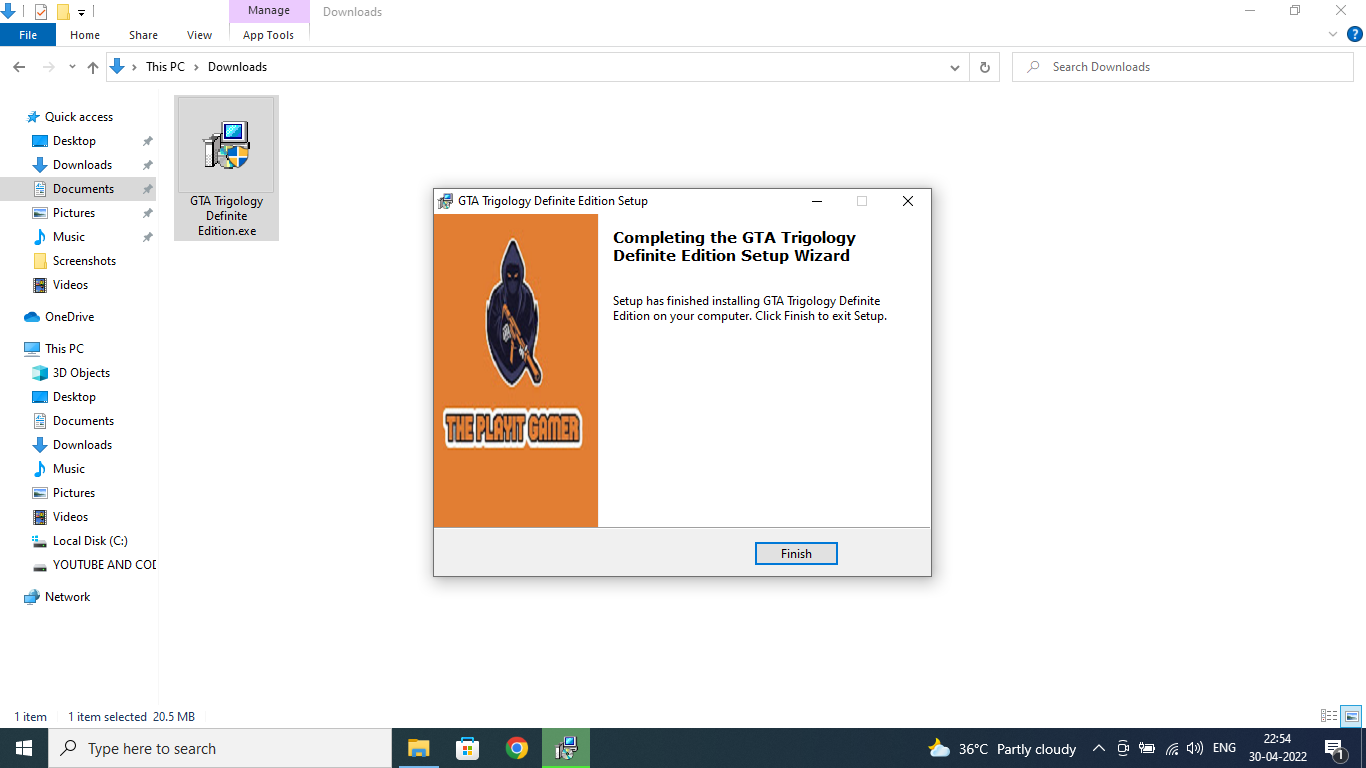 Manage
Downloads
File
Home
Share
View
App Tools
This PC
Downloads
Search Downloads
Quick access
Desktop
Downloads
Documents
Pictures
Music
Screenshots
Videos
OneDrive
This PC
3D Objects
Desktop
Documents
Downloads
Music
Pictures
Videos
Local Disk (C:)
YOUTUBE AND COD
Network
GTA Trigology
Definite
Edition.exe
GTA Trigology Definite Edition Setup
THE PLAYIT GAMER
Completing the GTA Trigology
Definite Edition Setup Wizard
Setup has finished installing GTA Trigology Definite
Edition on your computer. Click Finish to exit Setup.
Finish
1 item
1 item selected 20.5 MB
Type here to search
36°C Partly cloudy
ENG
22:54
30-04-2022
1